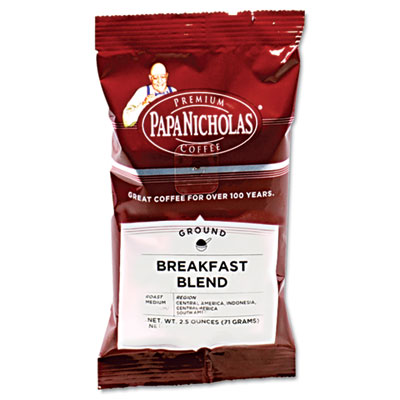 PREMIUM
PAPANICHOLAS
COFFEE
GREAT COFFEE FOR OVER 100 YEARS.
GROUND
BREAKFAST
BLEND
ROAST
MEDIUM
REGION
CENTRAL AMERICA, INDONESIA,
SOUTH
NET. WT. 2.5 OUNCES (71 GRAMS)